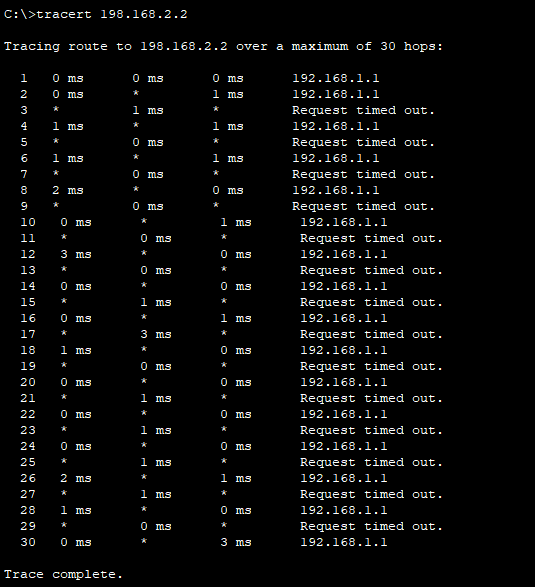 C:\>tracert 198.168.2.2
Tracing route to 198.168.2.2 over a maximum of 30 hops:
1 0 ms 0 ms 0 ms 192.168.1.1
2 0 ms * 1 ms 192.168.1.1
3 * 1 ms * Request timed out.
4 1 ms * 1 ms 192.168.1.1
5 * 0 ms * Request timed out.
6 1 ms * 1 ms 192.168.1.1
7 * 0 ms * Request timed out.
8 2 ms * 0 ms 192.168.1.1
9 * 0 ms * Request timed out.
10 0 ms * 1 ms 192.168.1.1
11 * 0 ms * Request timed out.
12 3 ms * 0 ms 192.168.1.1
13 * 0 ms * Request timed out.
14 0 ms * 0 ms 192.168.1.1
15 * 1 ms * Request timed out.
16 0 ms * 1 ms 192.168.1.1
17 * 3 ms * Request timed out.
18 1 ms * 0 ms 192.168.1.1
19 * 0 ms * Request timed out.
20 0 ms * 0 ms 192.168.1.1
21 * 1 ms * Request timed out.
22 0 ms * 0 ms 192.168.1.1
23 * 1 ms * Request timed out.
24 0 ms * 0 ms 192.168.1.1
25 * 1 ms * Request timed out.
26 2 ms * 1 ms 192.168.1.1
27 * 1 ms * Request timed out.
28 1 ms * 0 ms 192.168.1.1
29 * 0 ms * Request timed out.
30 0 ms * 3 ms 192.168.1.1
Trace complete.